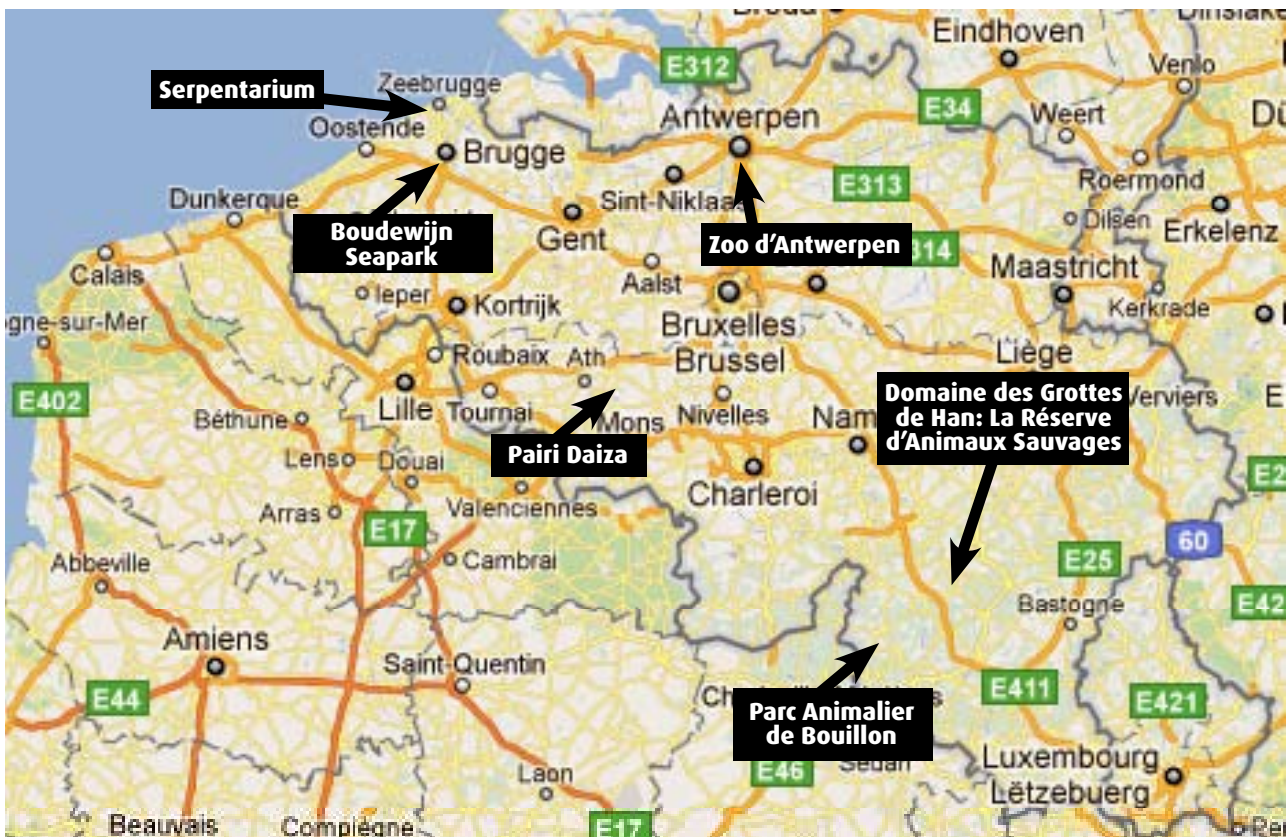 Eindhoven
E312
Venlo
Serpentarium
Zeebrugge
E34
Weert
Oostende
Antwerpen
Brugge
E313
Roermond
Dunkerque
Sint-Niklaas
Dilsen
Boudewijn
Seapark
Gent
Zoo d'Antwerpen
Erkelenz
Calais
Aalst
Maastricht
Ieper
Kortrijk
Kerkrade
Bruxelles
Brussel
Roubaix
Ath
Liège
E402
Lille
Tournai
Nivelles
Domaine des Grottes
de Han: La Réserve
d'Animaux Sauvages
Verviers
Béthune
Mons
Pairi Daiza
Lens
Douai
Charleroi
Valenciennes
Arras
E17
60
Cambrai
E25
Abbeville
Bastogne
Amiens
Saint-Quentin
E44
E411
E421
Parc Animalier
de Bouillon
Luxembourg
Lëtzebuerg
Laon
E46
Sedan
Beauvais
Compiègne
E17